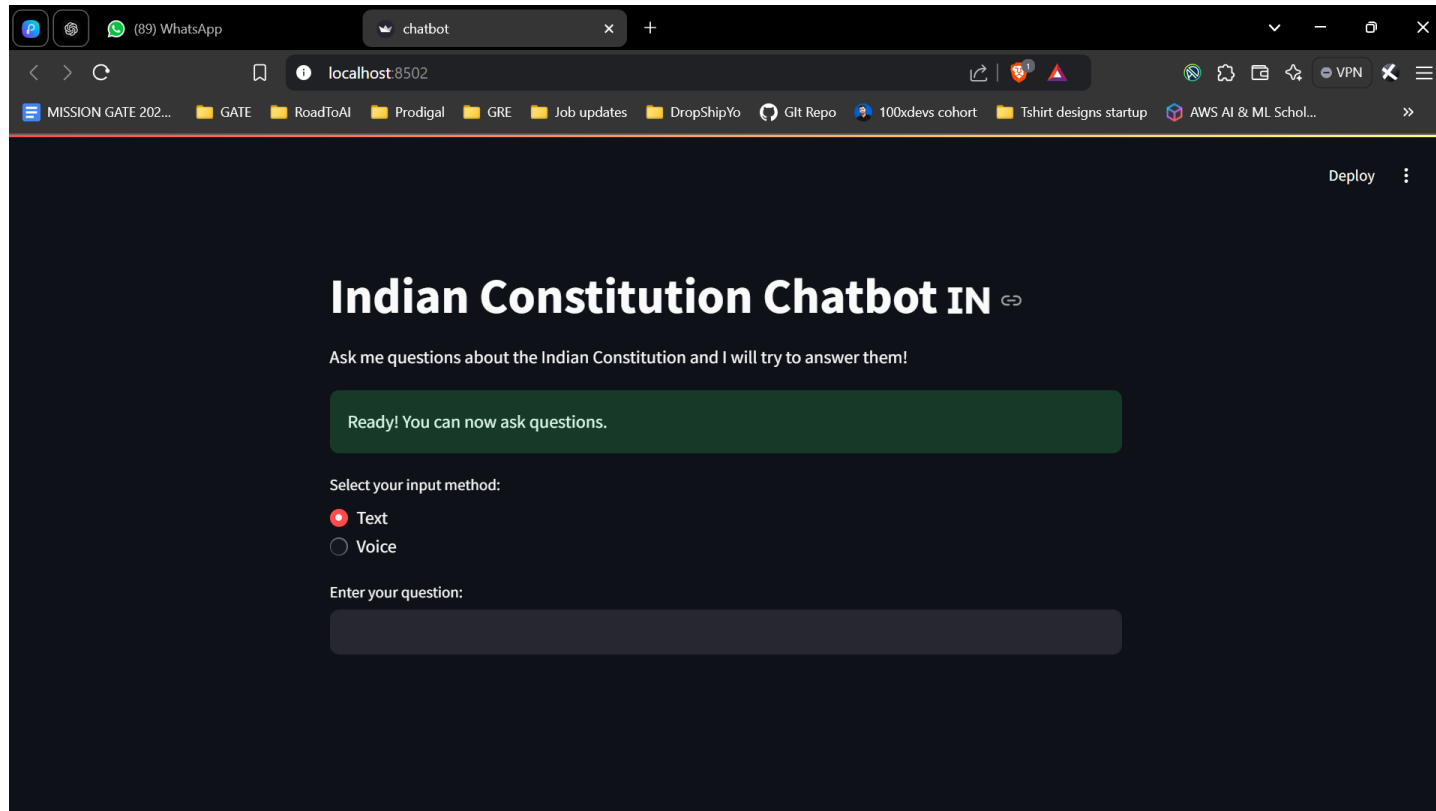 (89) WhatsApp
chatbot
localhost:8502
1
VPN
MISSION GATE 202...
GATE
RoadToAI
Prodigal
GRE
Job updates
DropShipYo
GIt Repo
100xdevs cohort
Tshirt designs startup
AWS AI & ML Schol...
Deploy
Indian Constitution Chatbot IN
Ask me questions about the Indian Constitution and I will try to answer them!
Ready! You can now ask questions.
Select your input method:
Text
Voice
Enter your question: